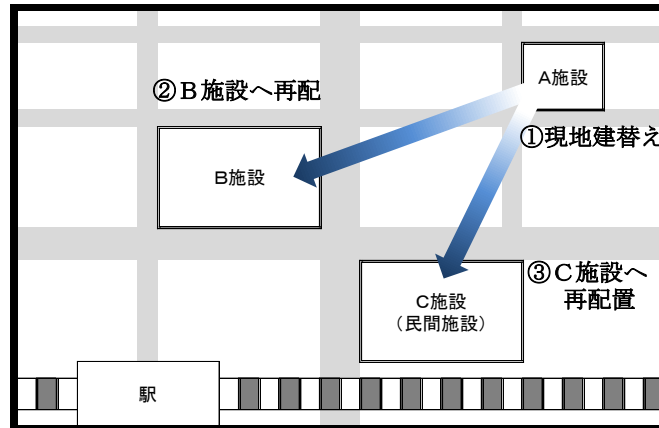 A施設
②B施設へ再配
①現地建替え
B施設
③C施設へ
再配置
C施設
（民間施設）
駅